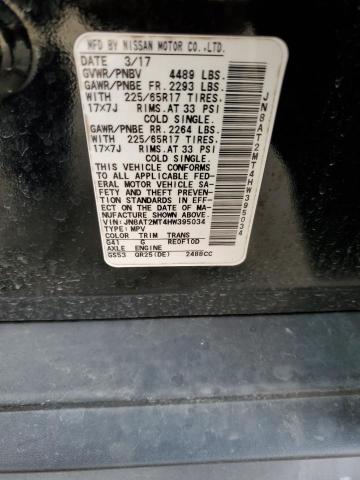 MFG. BY NISSAN MOTOR CO.,LTD.
DATE 3/17
GVWR/PNBV 4489 LBS.
GAWR/PNBE FR. 2293 LBS.
WITH 225/65R17 TIRES.
17x7J RIMS. AT 33 PSI
COLD SINGLE.
GAWR/PNBE RR. 2264 LBS.
WITH 225/65R17 TIRES.
17x7J RIMS. AT 33 PSI
COLD SINGLE.
THIS VEHICLE CONFORMS
TO ALL APPLICABLE FED-
ERAL MOTOR VEHICLE SA-
FETY AND THEFT PREVEN-
TION STANDARDS IN EF-
FECT ON THE DATE OF MA-
NUFACTURE SHOWN ABOVE.
VIN: JN8AT2MT4HW395034
TYPE: MPV
COLOR TRIM TRANS
G41 G RE0F10D
AXLE ENGINE
GS53 QR25(DE) 2488CC
JN8AT2MT4HW395034